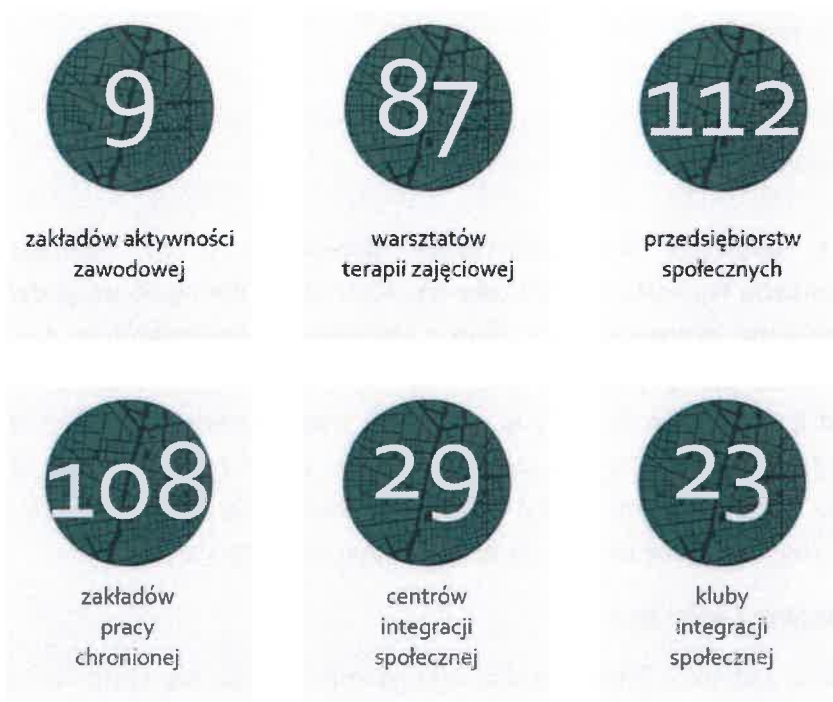 9
zakładów aktywności
zawodowej
87
warsztatów
terapii zajęciowej
112
przedsiębiorstw
społecznych
108
zakładów
pracy
chronionej
29
centrów
integracji
społecznej
23
kluby
integracji
społecznej